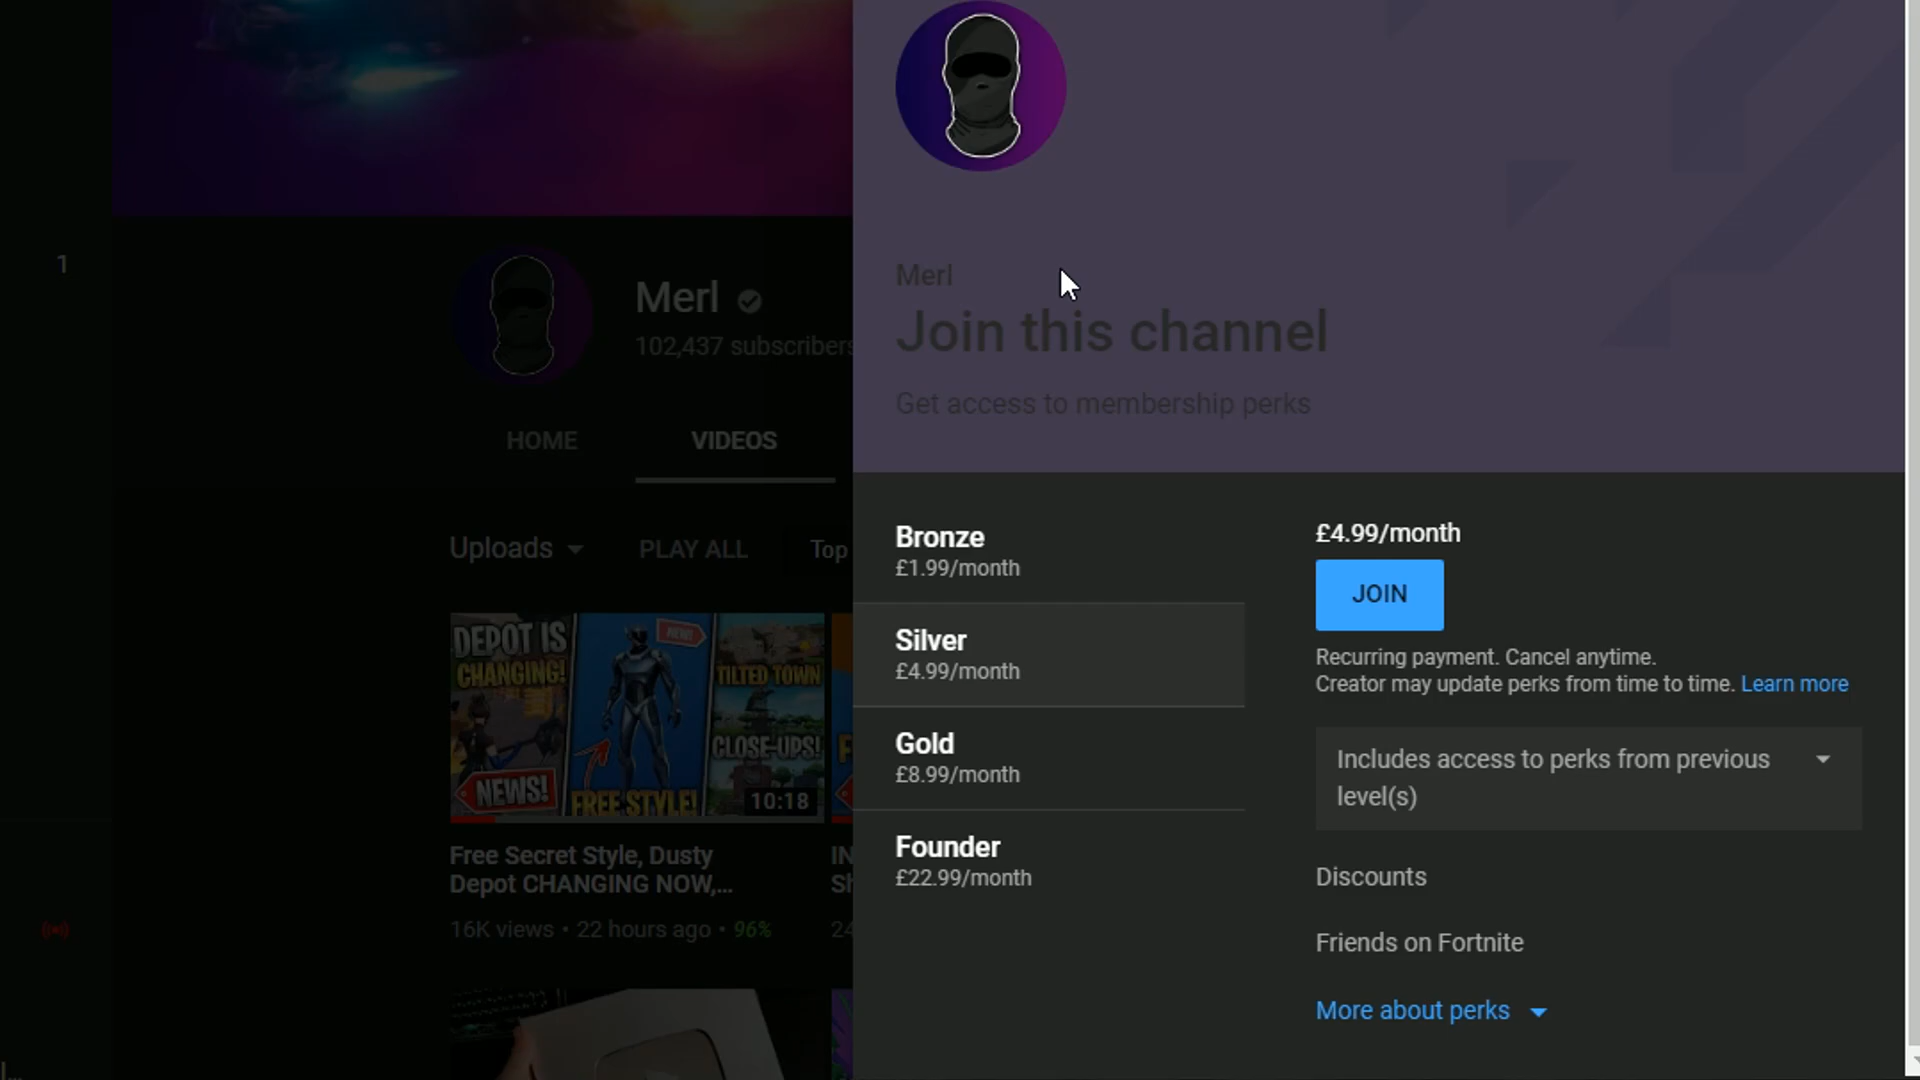 1
Merl
102,437 subscribers
HOME
VIDEOS
Uploads
PLAY ALL
Top
DEPOT IS
CHANGING!
NEW!
TILTED TOWN
CLOSE-UPS!
NEWS!
FREE STYLE!
10:18
Free Secret Style, Dusty
Depot CHANGING NOW,...
16K views • 22 hours ago • 96%
IN
Sh
24
Merl
Join this channel
Get access to membership perks
Bronze
£1.99/month
Silver
£4.99/month
Gold
£8.99/month
Founder
£22.99/month
£4.99/month
JOIN
Recurring payment. Cancel anytime.
Creator may update perks from time to time. Learn more
Includes access to perks from previous
level(s)
Discounts
Friends on Fortnite
More about perks